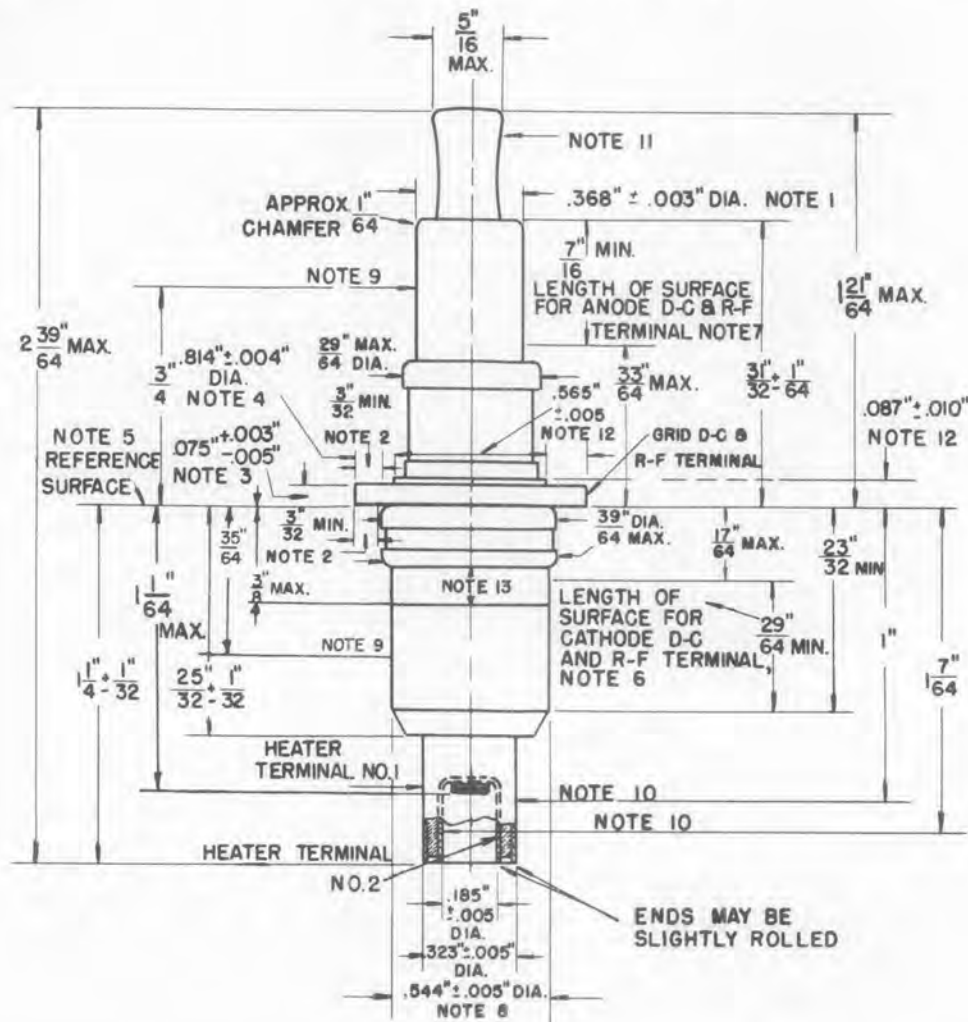 5"
16
MAX.
NOTE 11
.368" ± .003" DIA. NOTE 1
APPROX 1"
CHAMFER 64
7" MIN.
16
NOTE 9
LENGTH OF SURFACE
FOR ANODE D-C & R-F
TERMINAL NOTE 7
1 21" MAX.
64
2 39" MAX.
64
29" MAX.
64 DIA.
.814" ± .004"
DIA.
NOTE 4
3"
4
3" MIN.
32
33" MAX.
64
31" ± 1"
32 - 64
.565"
± .005
NOTE 12
.087" ± .010"
NOTE 12
NOTE 5
REFERENCE
SURFACE
.075" +.003"
-.005"
NOTE 3
NOTE 2
GRID D-C &
R-F TERMINAL
3" MIN.
32
NOTE 2
39" DIA.
64 MAX.
17" MAX.
64
23"
32 MIN
35"
64
3" MAX.
8
4
NOTE 13
1 1"
64
MAX.
LENGTH OF
SURFACE FOR
CATHODE D-C
AND R-F TERMINAL,
NOTE 6
29"
64 MIN.
1"
1 7"
64
NOTE 9
1 1" ± 1"
4 - 32
25" ± 1"
32 - 32
HEATER
TERMINAL NO.1
NOTE 10
NOTE 10
HEATER TERMINAL
NO.2
.185"
±.005
DIA.
.323"±.005"
DIA.
.544"±.005" DIA.
NOTE 8
ENDS MAY BE
SLIGHTLY ROLLED